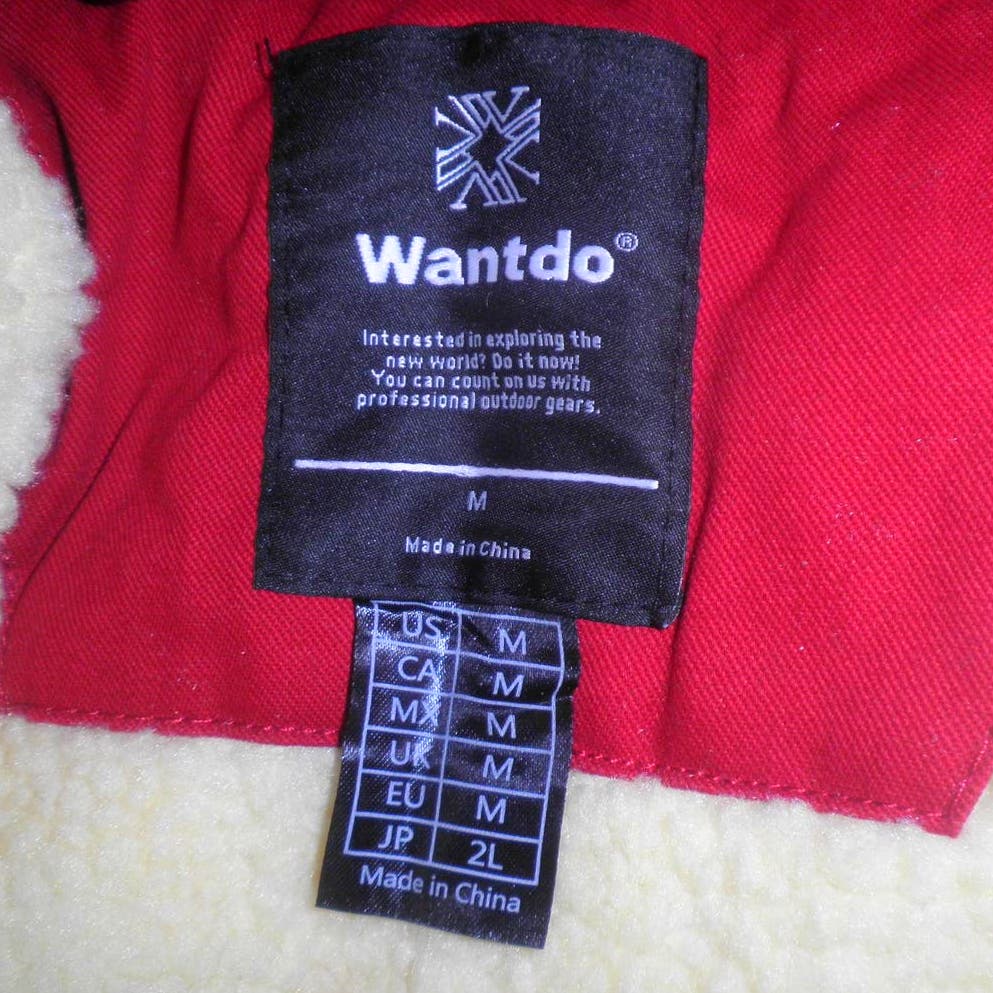 Wantdo®
Interested in exploring the
new world? Do it now!
You can count on us with
professional outdoor gears.
M
Made in China
US M
CA M
MX M
UK M
EU M
JP 2L
Made in China